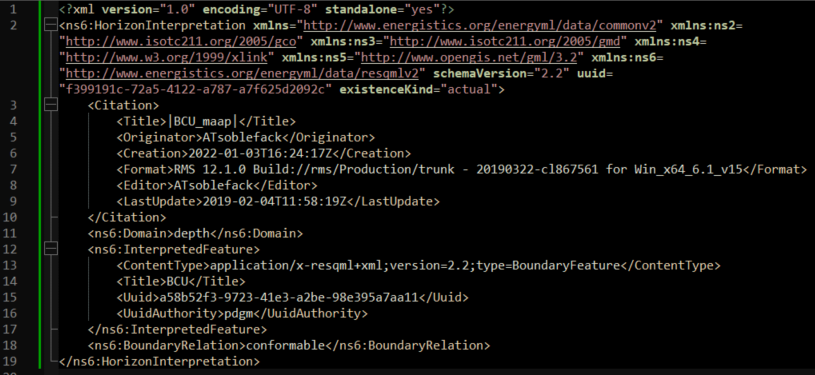 1 <?xml version="1.0" encoding="UTF-8" standalone="yes"?>
2 <ns6:HorizonInterpretation xmlns="http://www.energistics.org/energyml/data/commonv2" xmlns:ns2=
"http://www.isotc211.org/2005/gco" xmlns:ns3="http://www.isotc211.org/2005/gmd" xmlns:ns4=
"http://www.w3.org/1999/xlink" xmlns:ns5="http://www.opengis.net/gml/3.2" xmlns:ns6=
"http://www.energistics.org/energyml/data/resqmlv2" schemaVersion="2.2" uuid=
"f399191c-72a5-4122-a787-a7f625d2092c" existenceKind="actual">
3 <Citation>
4 <Title>|BCU_maap|</Title>
5 <Originator>ATsoblefack</Originator>
6 <Creation>2022-01-03T16:24:17Z</Creation>
7 <Format>RMS 12.1.0 Build://rms/Production/trunk - 20190322-cl867561 for Win_x64_6.1_v15</Format>
8 <Editor>ATsoblefack</Editor>
9 <LastUpdate>2019-02-04T11:58:19Z</LastUpdate>
10 </Citation>
11 <ns6:Domain>depth</ns6:Domain>
12 <ns6:InterpretedFeature>
13 <ContentType>application/x-resqml+xml;version=2.2;type=BoundaryFeature</ContentType>
14 <Title>BCU</Title>
15 <Uuid>a58b52f3-9723-41e3-a2be-98e395a7aa11</Uuid>
16 <UuidAuthority>pdgm</UuidAuthority>
17 </ns6:InterpretedFeature>
18 <ns6:BoundaryRelation>conformable</ns6:BoundaryRelation>
19 </ns6:HorizonInterpretation>